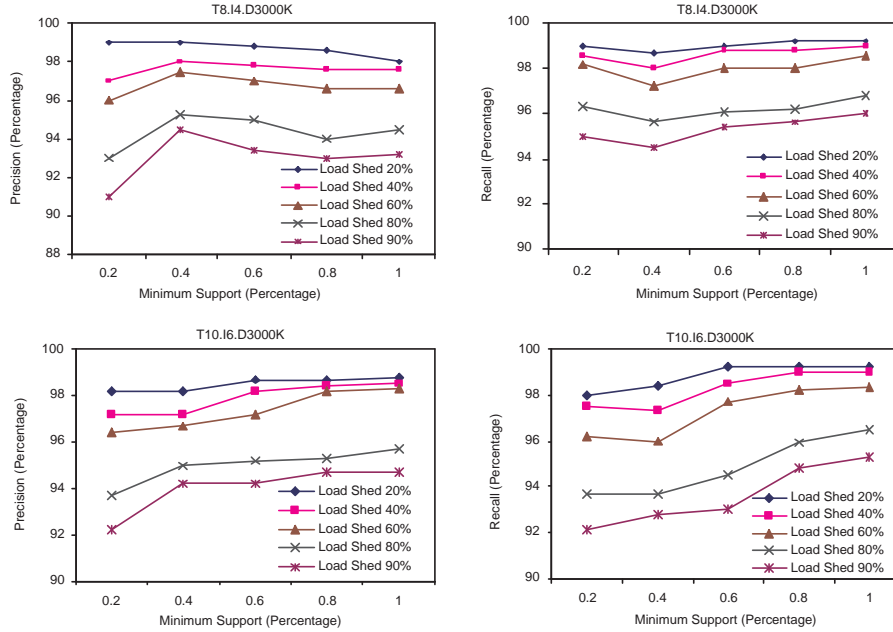 T8.I4.D3000K
100
98
96
94
92
90
88
Precision (Percentage)
0.2 0.4 0.6 0.8 1
Minimum Support (Percentage)
Load Shed 20%
Load Shed 40%
Load Shed 60%
Load Shed 80%
Load Shed 90%
T8.I4.D3000K
100
98
96
94
92
90
Recall (Percentage)
0.2 0.4 0.6 0.8 1
Minimum Support (Percentage)
Load Shed 20%
Load Shed 40%
Load Shed 60%
Load Shed 80%
Load Shed 90%
T10.I6.D3000K
100
98
96
94
92
90
Precision (Percentage)
0.2 0.4 0.6 0.8 1
Minimum Support (Percentage)
Load Shed 20%
Load Shed 40%
Load Shed 60%
Load Shed 80%
Load Shed 90%
T10.I6.D3000K
100
98
96
94
92
90
Recall (Percentage)
0.2 0.4 0.6 0.8 1
Minimum Support (Percentage)
Load Shed 20%
Load Shed 40%
Load Shed 60%
Load Shed 80%
Load Shed 90%